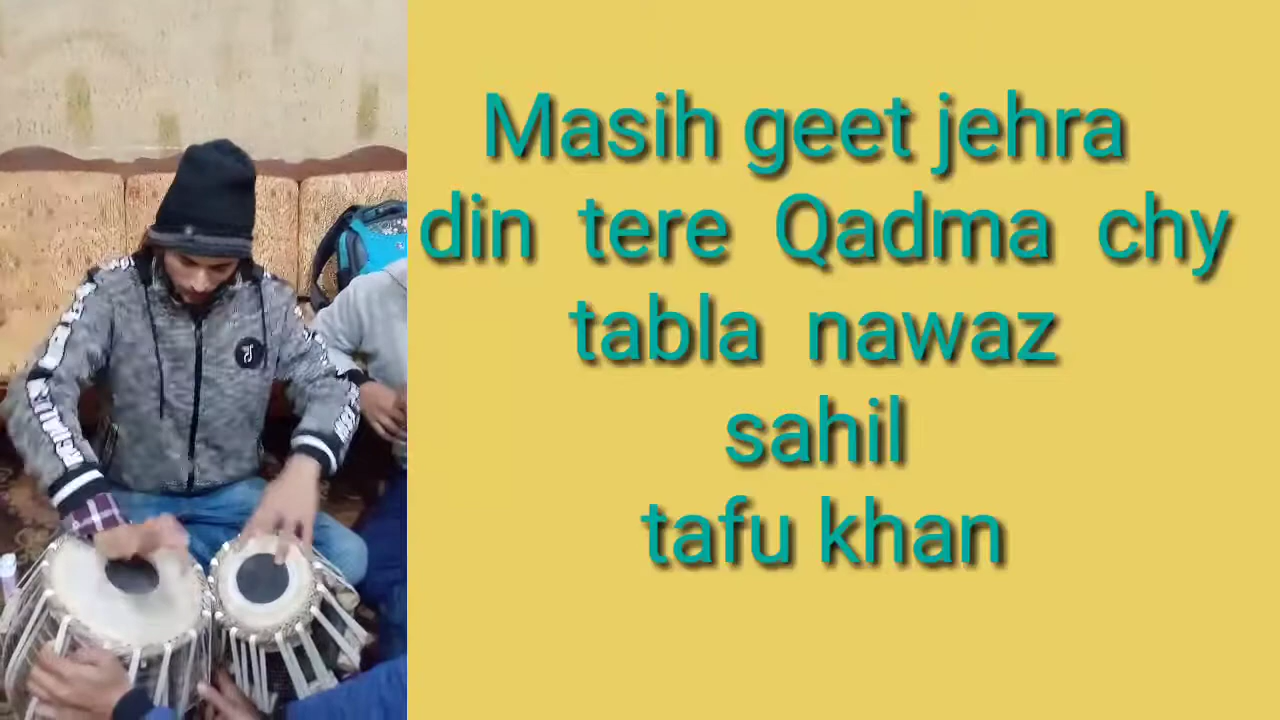 Masih geet jehra
din tere Qadma chy
tabla nawaz
sahil
tafu khan